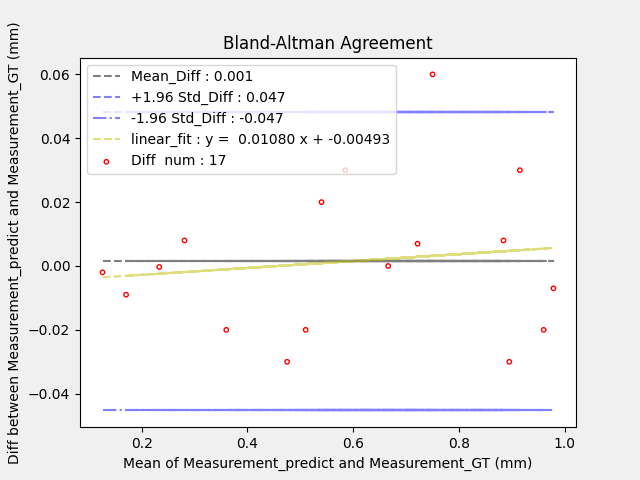 Bland-Altman Agreement
Diff between Measurement_predict and Measurement_GT (mm)
0.06
0.04
0.02
0.00
−0.02
−0.04
Mean_Diff : 0.001
+1.96 Std_Diff : 0.047
-1.96 Std_Diff : -0.047
linear_fit : y =  0.01080 x + -0.00493
Diff  num : 17
0.2
0.4
0.6
0.8
1.0
Mean of Measurement_predict and Measurement_GT (mm)